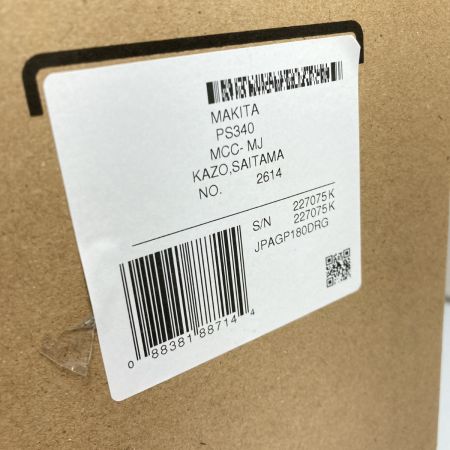 MAKITA
PS340
MCC- MJ
KAZO,SAITAMA
NO. 2614
S/N 227075K
227075K
JPAGP180DRG
0 88381 88714 4